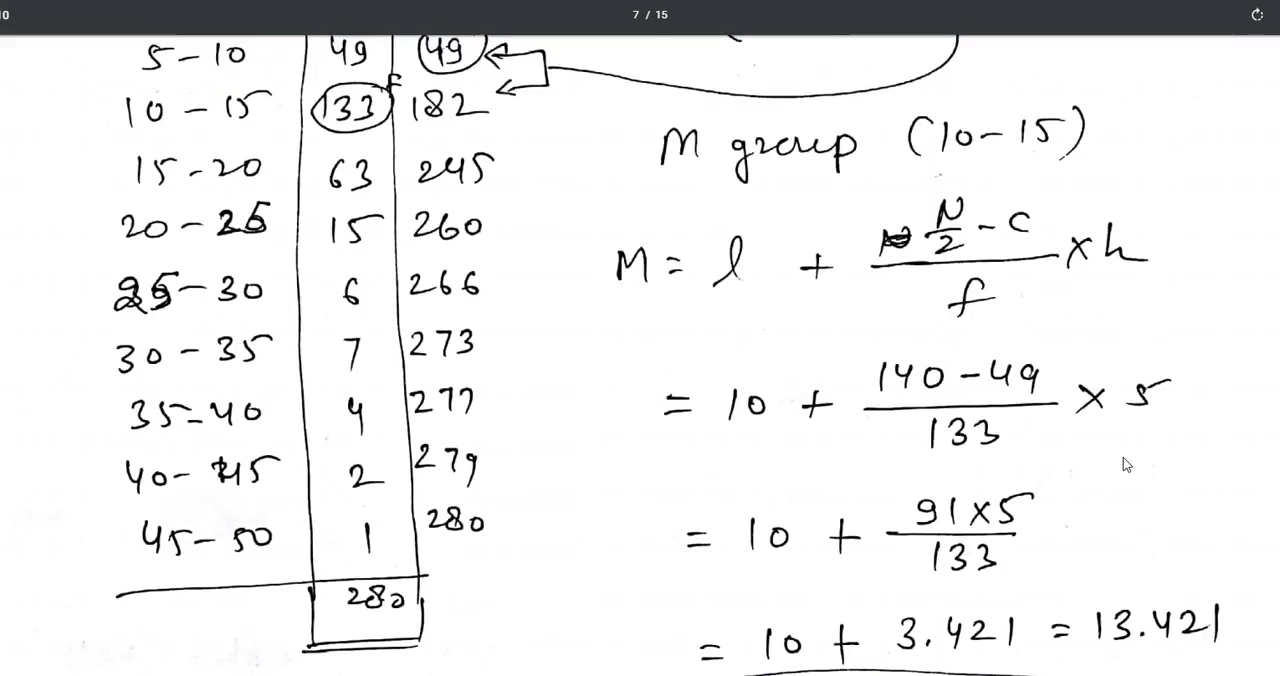 10
7 / 15
5-10 49 49
10-15 133 F 182
15-20 63 245
20-25 15 260
25-30 6 266
30-35 7 273
35-40 4 277
40-45 2 279
45-50 1 280
280
M group (10-15)
M = l + N/2 - c / f × h
= 10 + 140-49 / 133 × 5
= 10 + 91×5 / 133
= 10 + 3.421 = 13.421